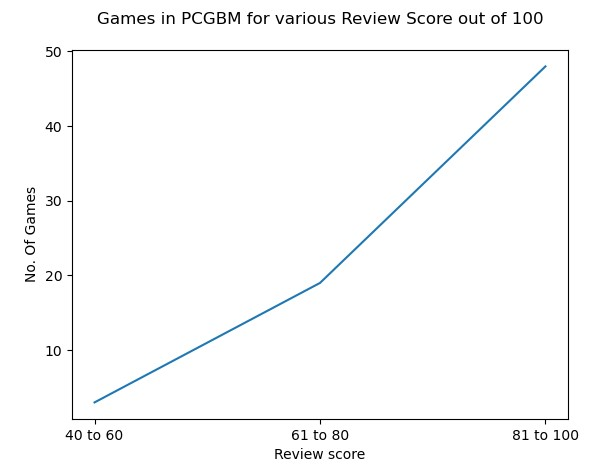 Games in PCGBM for various Review Score out of 100
50
40
30
20
10
No. Of Games
40 to 60
61 to 80
81 to 100
Review score